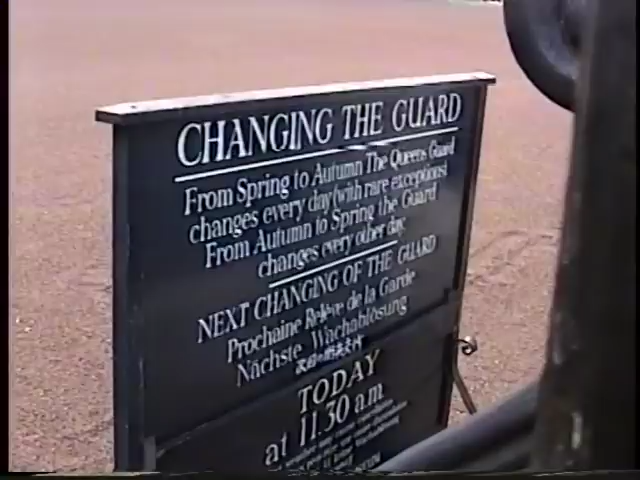 CHANGING THE GUARD
From Spring to Autumn The Queens Guard
changes every day (with rare exceptions)
From Autumn to Spring the Guard
changes every other day
NEXT CHANGING OF THE GUARD
Prochaine Relève de la Garde
Nächste Wachablösung
TODAY
at 11.30 a.m.